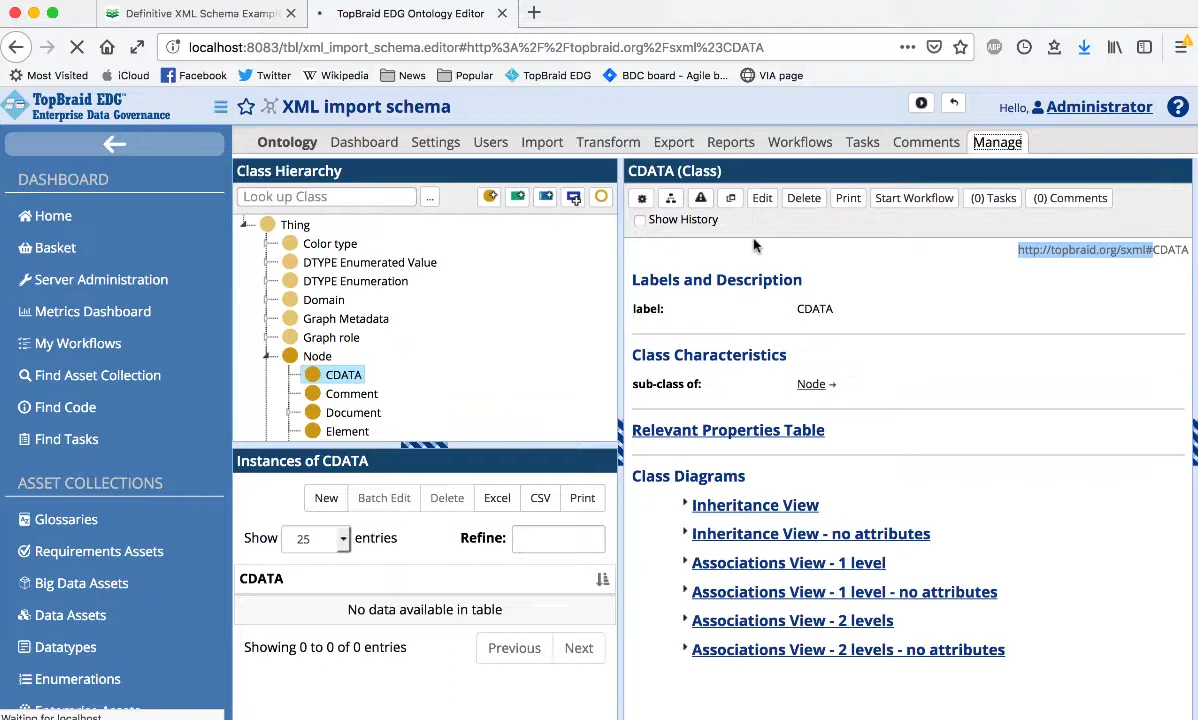 Definitive XML Schema Exampl
TopBraid EDG Ontology Editor
localhost:8083/tbl/xml_import_schema.editor#http%3A%2F%2Ftopbraid.org%2Fsxml%23CDATA
ABP
Most Visited iCloud Facebook Twitter Wikipedia News Popular TopBraid EDG BDC board - Agile b... VIA page
TopBraid EDG™
Enterprise Data Governance
XML import schema
Hello, Administrator ?
Ontology Dashboard Settings Users Import Transform Export Reports Workflows Tasks Comments Manage
DASHBOARD
Home
Basket
Server Administration
Metrics Dashboard
My Workflows
Find Asset Collection
Find Code
Find Tasks
ASSET COLLECTIONS
Glossaries
Requirements Assets
Big Data Assets
Data Assets
Datatypes
Enumerations
Waiting for localhost...
Class Hierarchy
Look up Class ...
Thing
Color type
DTYPE Enumerated Value
DTYPE Enumeration
Domain
Graph Metadata
Graph role
Node
CDATA
Comment
Document
Element
Instances of CDATA
New Batch Edit Delete Excel CSV Print
Show 25 entries Refine:
CDATA
No data available in table
Showing 0 to 0 of 0 entries Previous Next
CDATA (Class)
Edit Delete Print Start Workflow (0) Tasks (0) Comments
Show History
http://topbraid.org/sxml#CDATA
Labels and Description
label: CDATA
Class Characteristics
sub-class of: Node →
Relevant Properties Table
Class Diagrams
Inheritance View
Inheritance View - no attributes
Associations View - 1 level
Associations View - 1 level - no attributes
Associations View - 2 levels
Associations View - 2 levels - no attributes